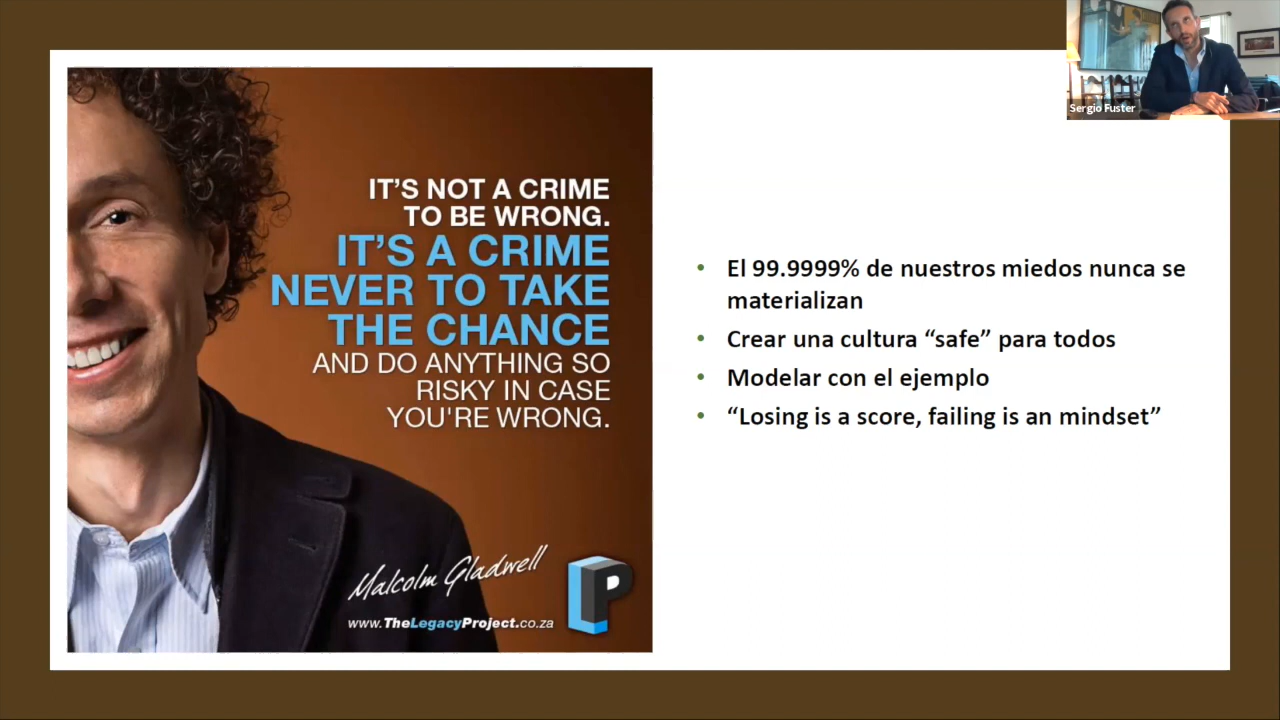 Sergio Fuster
IT'S NOT A CRIME
TO BE WRONG.
IT'S A CRIME
NEVER TO TAKE
THE CHANCE
AND DO ANYTHING SO
RISKY IN CASE
YOU'RE WRONG.
Malcolm Gladwell
www.TheLegacyProject.co.za
LP
• El 99.9999% de nuestros miedos nunca se
materializan
• Crear una cultura “safe” para todos
• Modelar con el ejemplo
• “Losing is a score, failing is an mindset”